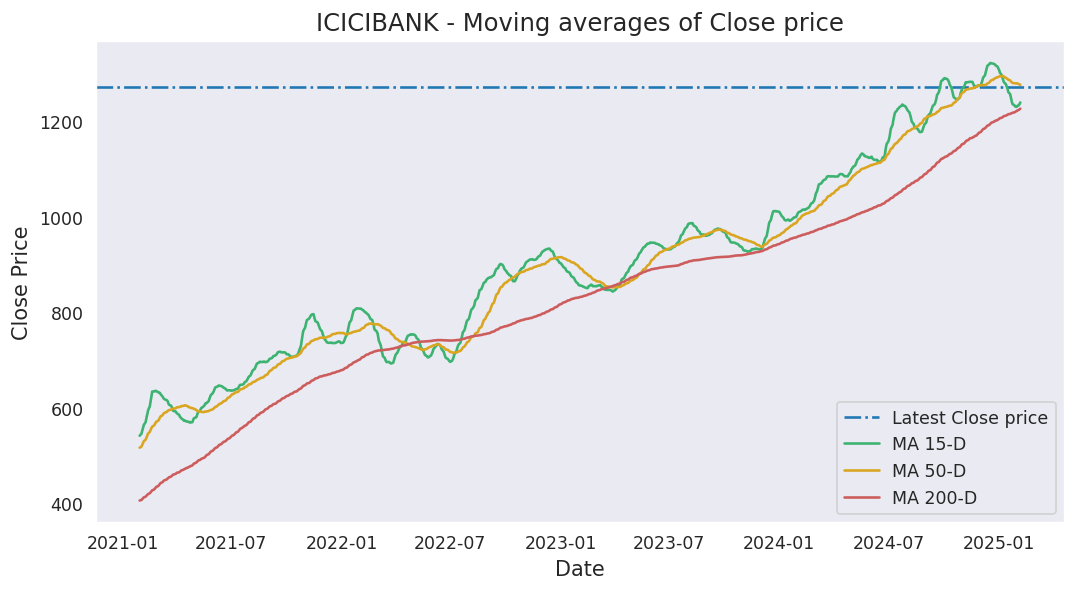 ICICIBANK - Moving averages of Close price
Close Price
1200
1000
800
600
400
Latest Close price
MA 15-D
MA 50-D
MA 200-D
2021-01 2021-07 2022-01 2022-07 2023-01 2023-07 2024-01 2024-07 2025-01
Date